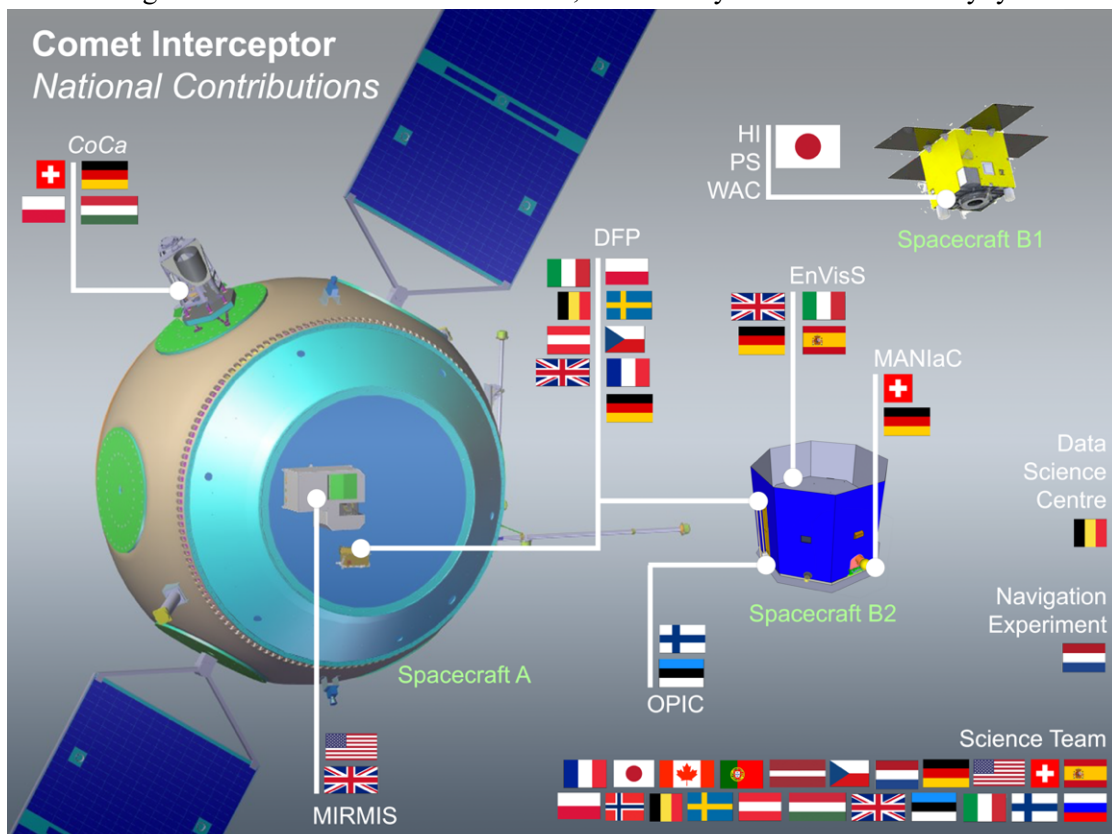 Comet Interceptor
National Contributions
CoCa
HI
PS
WAC
Spacecraft B1
DFP
EnVisS
MANIaC
Data
Science
Centre
Spacecraft B2
Navigation
Experiment
Spacecraft A
OPIC
MIRMIS
Science Team